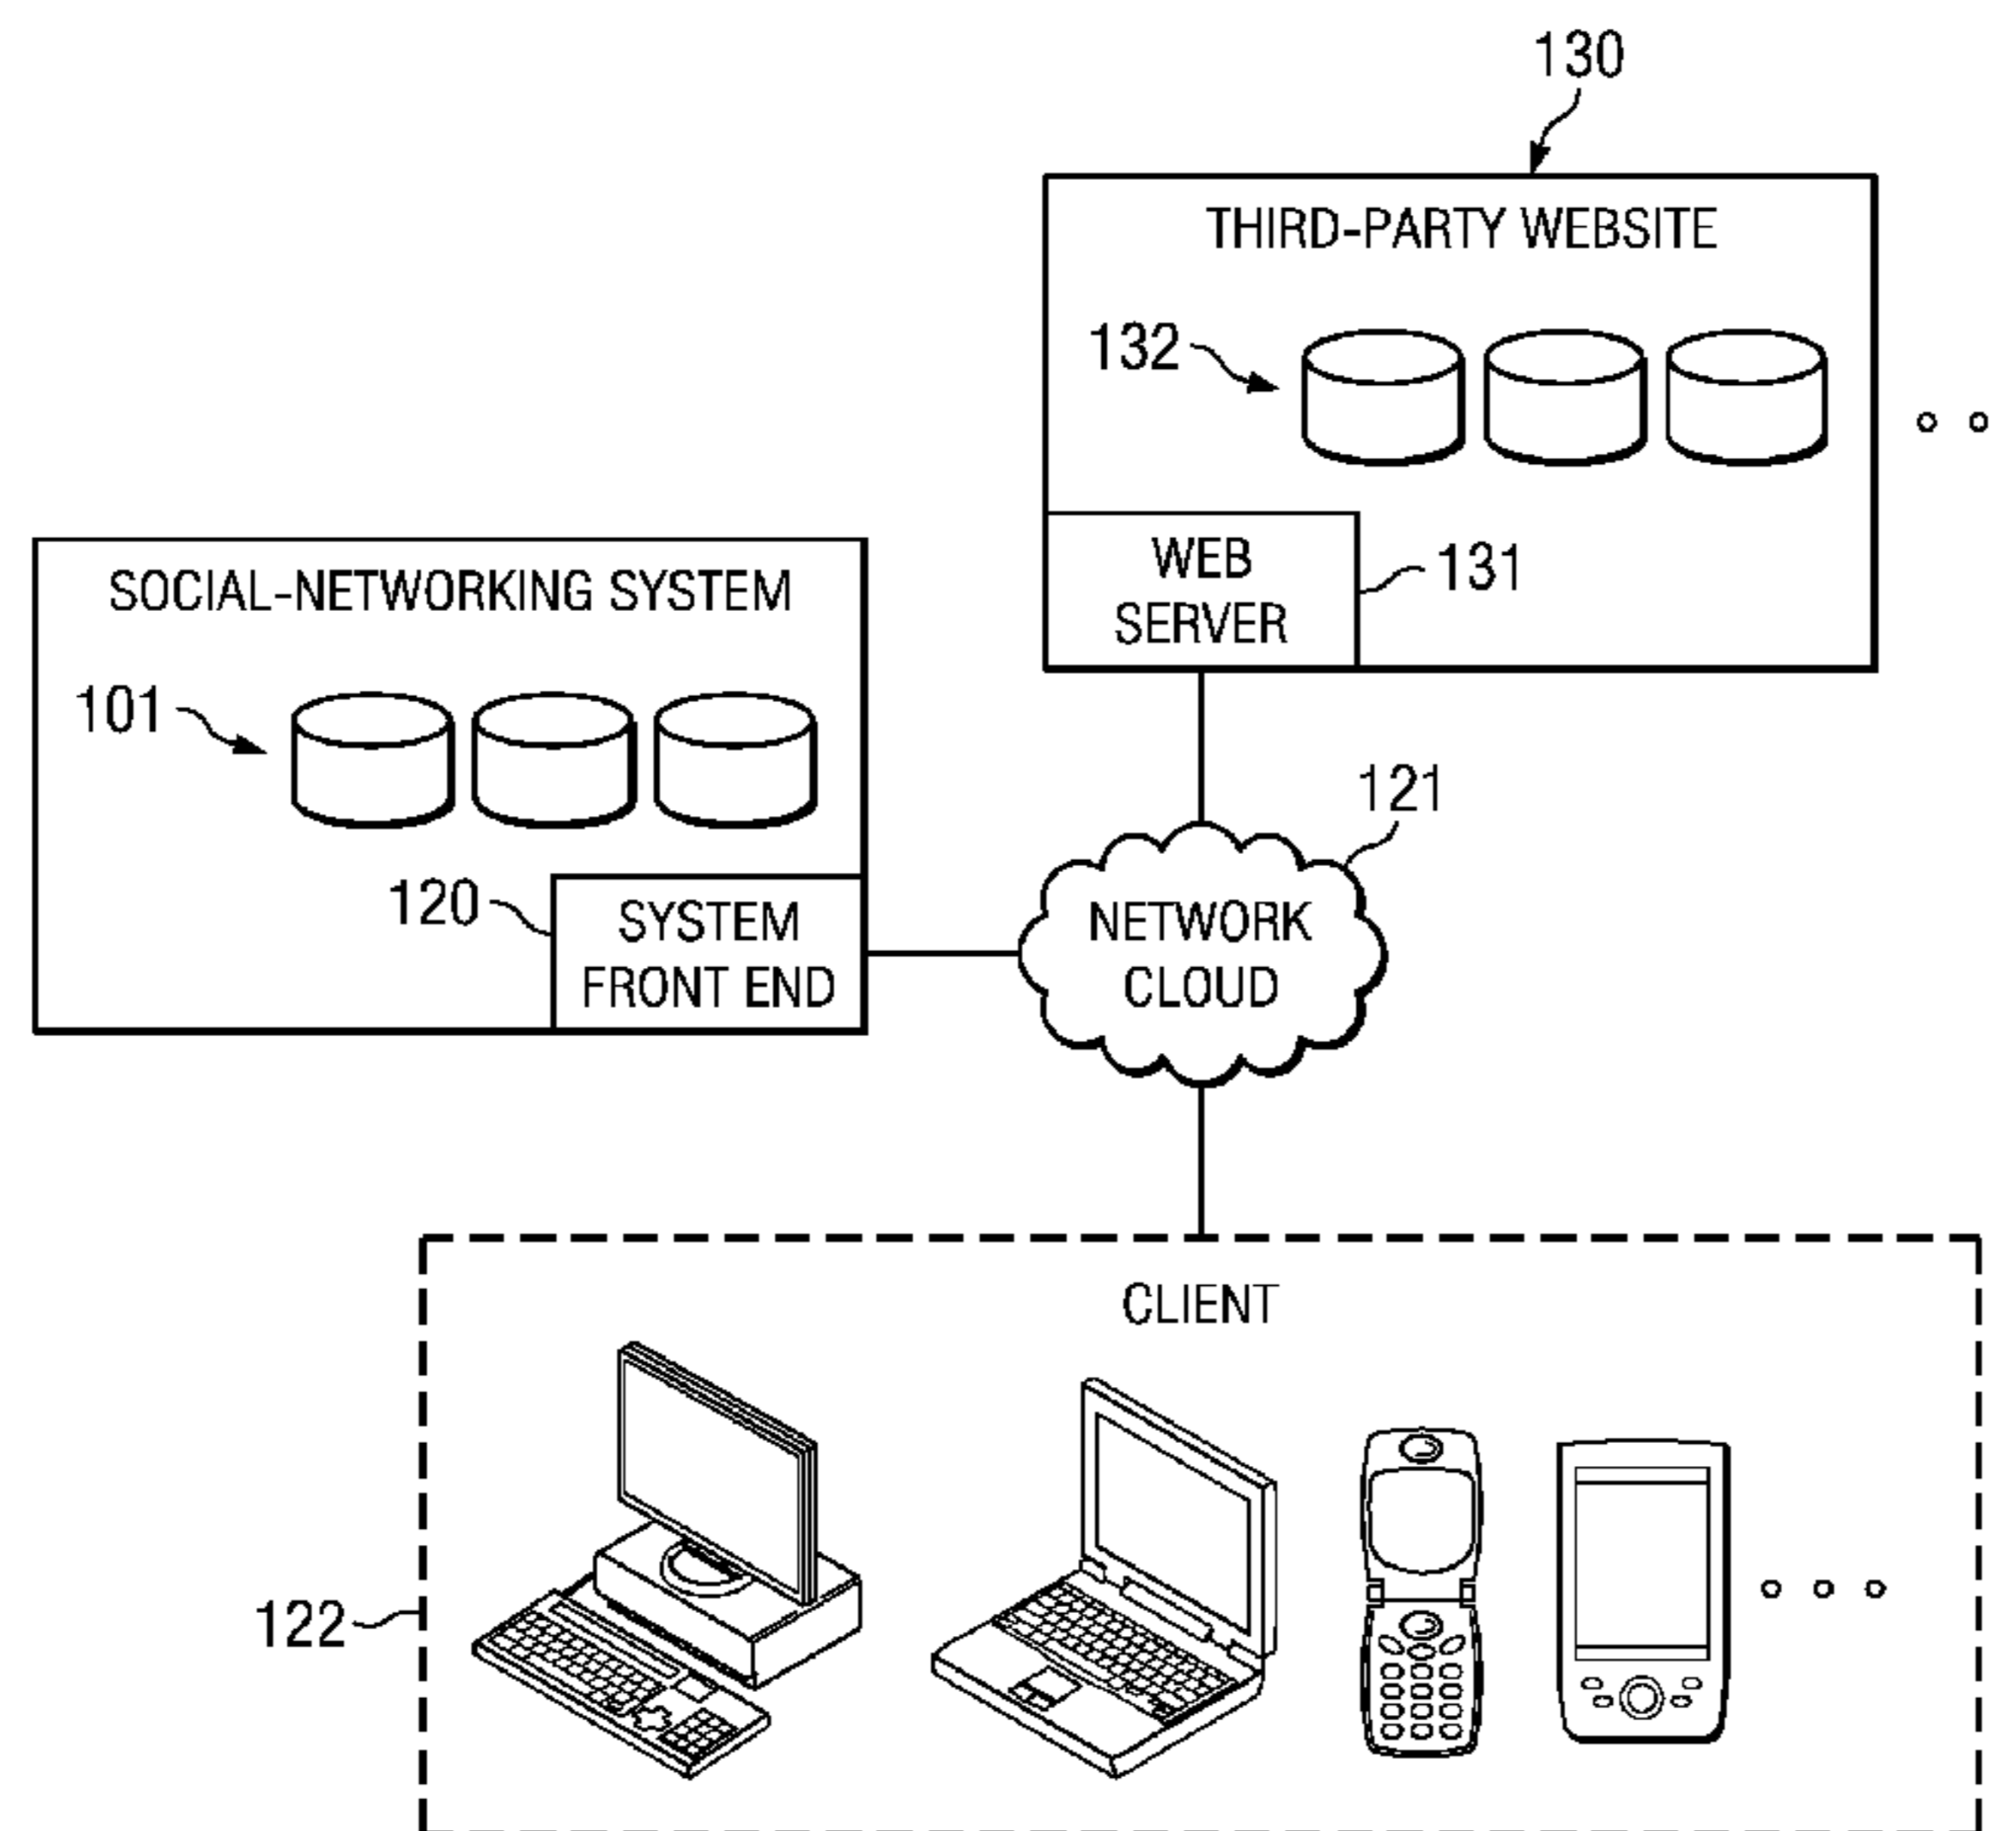 130
THIRD-PARTY WEBSITE
132
WEB
SERVER
131
SOCIAL-NETWORKING SYSTEM
101
121
120
SYSTEM
FRONT END
NETWORK
CLOUD
CLIENT
122